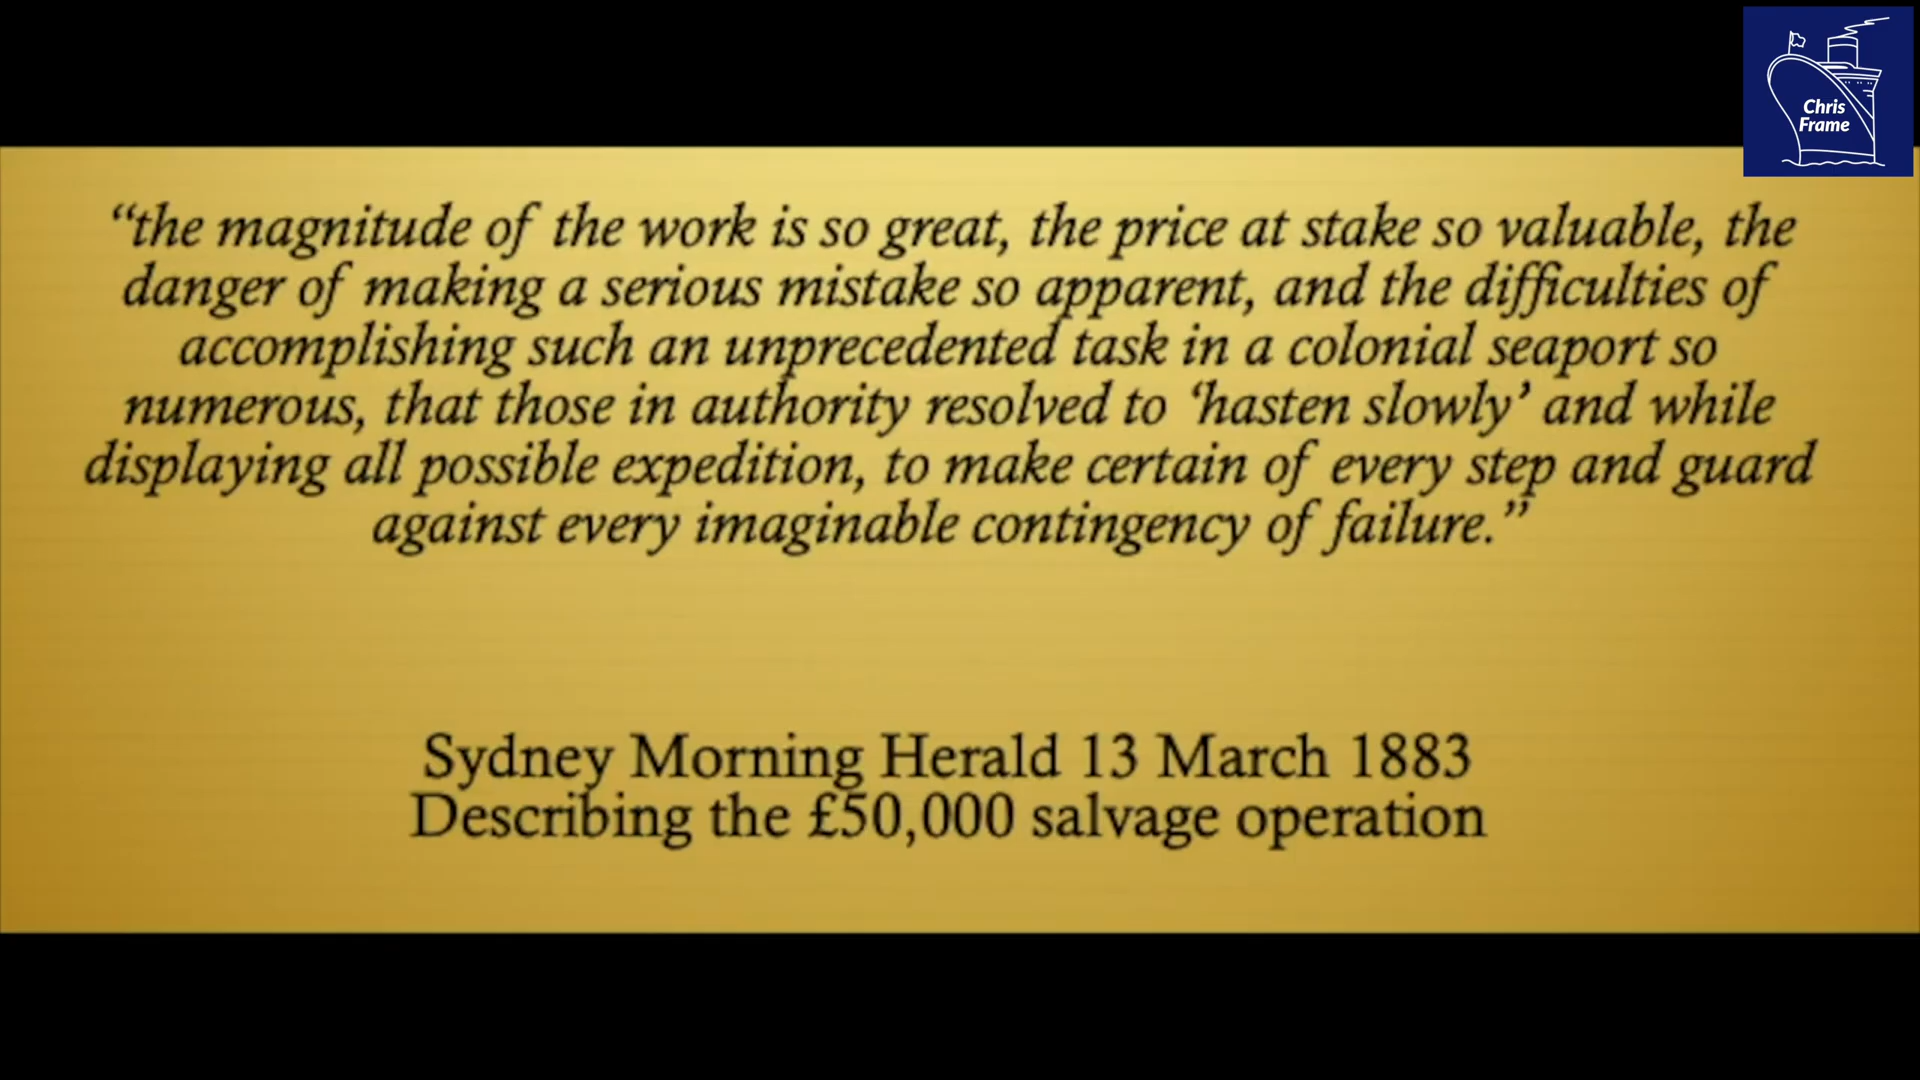 Chris
Frame
“the magnitude of the work is so great, the price at stake so valuable, the
danger of making a serious mistake so apparent, and the difficulties of
accomplishing such an unprecedented task in a colonial seaport so
numerous, that those in authority resolved to ‘hasten slowly’ and while
displaying all possible expedition, to make certain of every step and guard
against every imaginable contingency of failure.”
Sydney Morning Herald 13 March 1883
Describing the £50,000 salvage operation